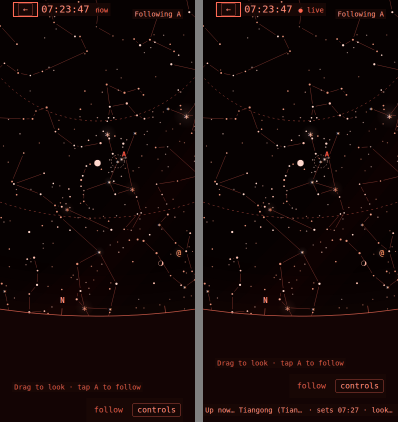 ← 07:23:47 now
Following A
A
@
N
Drag to look · tap A to follow
follow controls
← 07:23:47 ● live
Following A
A
@
N
Drag to look · tap A to follow
follow controls
Up now… Tiangong (Tian… · sets 07:27 · look…